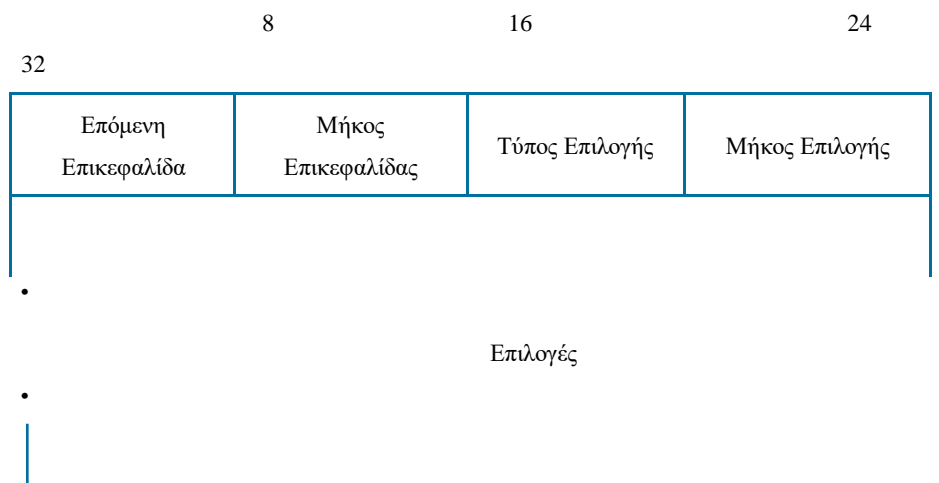 8 16 24
32
Επόμενη Επικεφαλίδα
Μήκος Επικεφαλίδας
Τύπος Επιλογής
Μήκος Επιλογής
•
Επιλογές
•